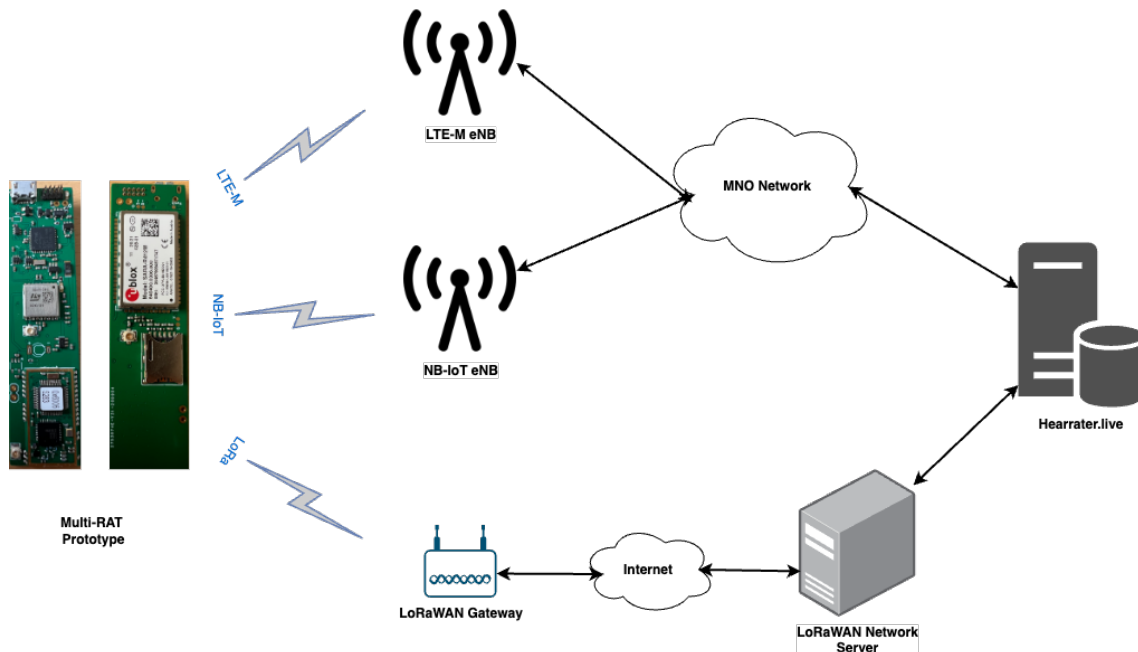 LTE-M eNB
MNO Network
LTE-M
NB-IoT
NB-IoT eNB
blox
Hearrater.live
LoRa
Multi-RAT
Prototype
Internet
LoRaWAN Gateway
LoRaWAN Network
Server